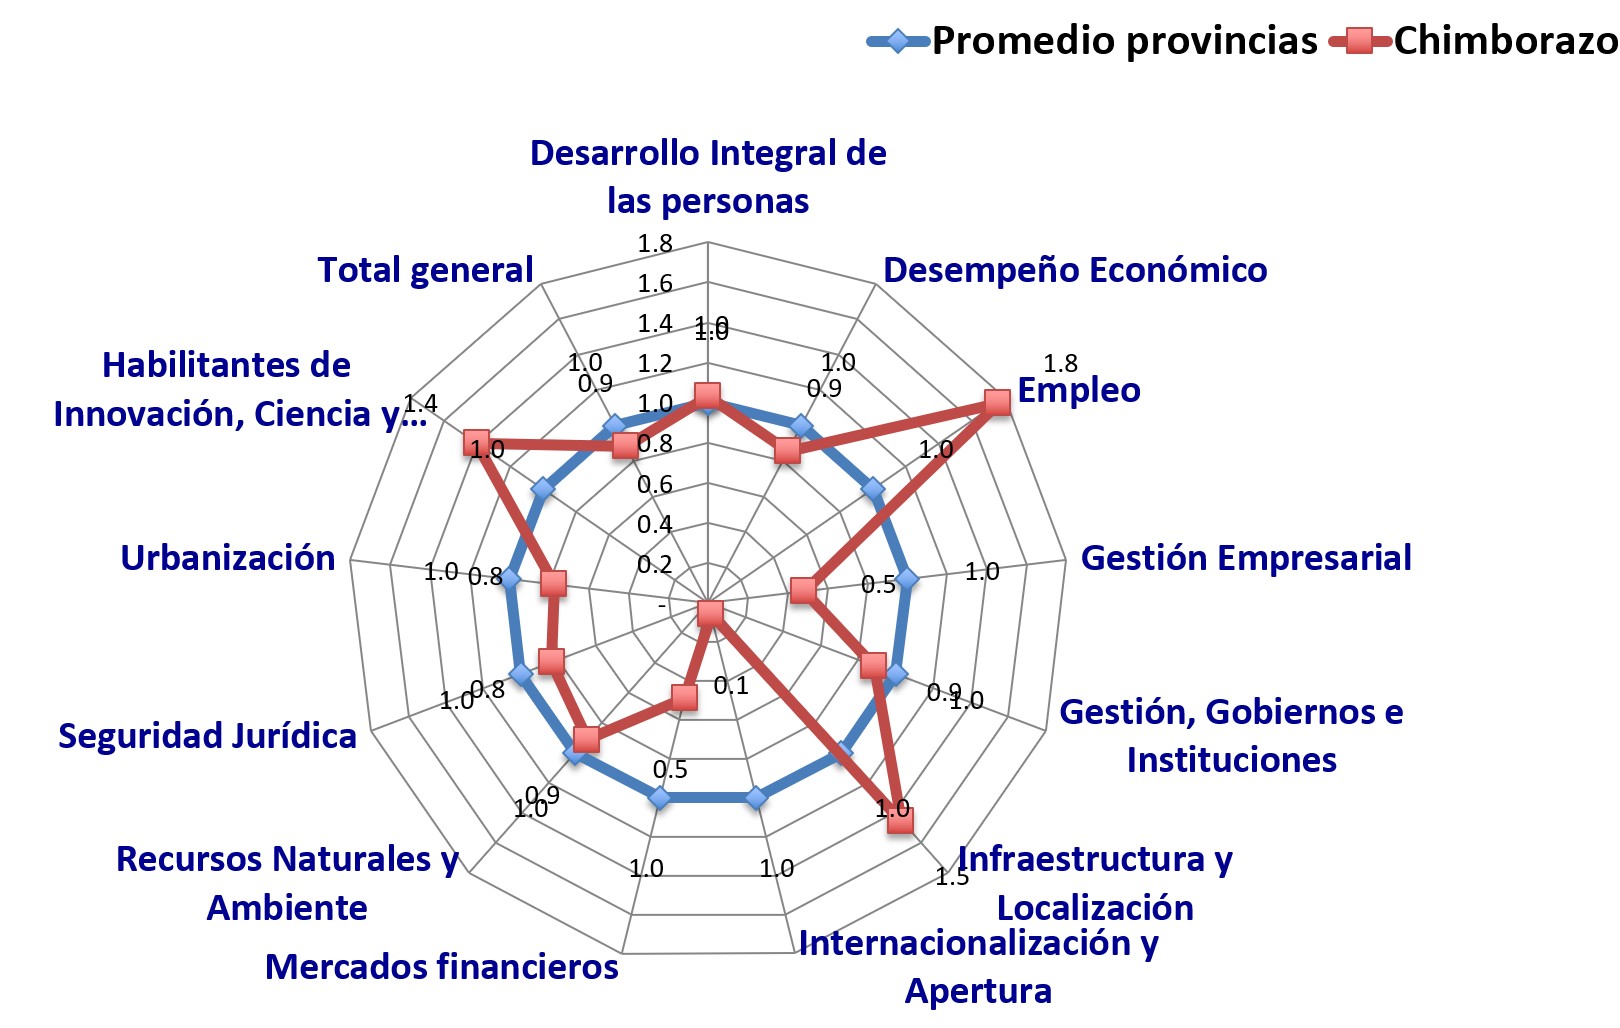 Promedio provincias Chimborazo
Desarrollo Integral de
las personas
1.8
Total general
Desempeño Económico
1.6
1.4
1.0
1.0
1.2
1.0
0.9
1.0
0.9
1.8
Empleo
Habilitantes de
Innovación, Ciencia y...
1.4
1.0
1.0
0.8
1.0
0.6
0.4
0.2
-
Urbanización
1.0
0.8
0.5
1.0
Gestión Empresarial
Seguridad Jurídica
1.0
0.8
0.9
1.0
Gestión, Gobiernos e
Instituciones
0.1
0.5
0.9
1.0
1.0
1.5
Recursos Naturales y
Ambiente
1.0
1.0
Infraestructura y
Localización
Mercados financieros
Internacionalización y
Apertura